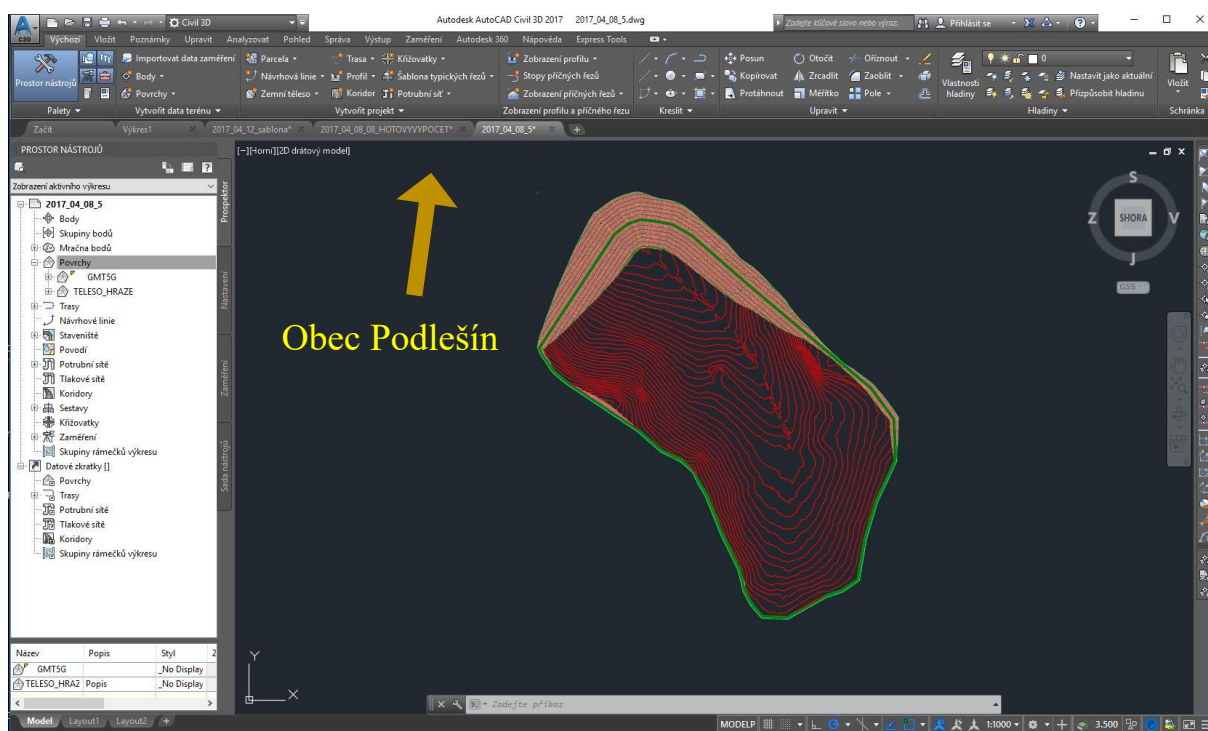 Civil 3D
Autodesk AutoCAD Civil 3D 2017 2017_04_08_5.dwg
Zadejte klíčové slovo nebo výraz.
Přihlásit se
C3D
Výchozí Vložit Poznámky Upravit Analyzovat Pohled Správa Výstup Zaměření Autodesk 360 Nápověda Express Tools
Prostor nástrojů
Importovat data zaměření
Body
Povrchy
Parcela
Návrhová linie
Zemní těleso
Trasa
Profil
Koridor
Křižovatky
Šablona typických řezů
Potrubní síť
Zobrazení profilu
Stopy příčných řezů
Zobrazení příčných řezů
Posun
Kopírovat
Protáhnout
Otočit
Zrcadlit
Měřítko
Oříznout
Zaoblit
Pole
Vlastnosti
hladiny
0
Nastavit jako aktuální
Přizpůsobit hladinu
Vložit
Palety
Vytvořit data terénu
Vytvořit projekt
Zobrazení profilu a příčného řezu
Kreslit
Upravit
Hladiny
Schránka
Začít
Výkres1
2017_04_12_sablona*
2017_04_08_08_HOTOVYVYPOCET*
2017_04_08_5*
PROSTOR NÁSTROJŮ
Zobrazení aktivního výkresu
2017_04_08_5
Body
Skupiny bodů
Mračna bodů
Povrchy
GMT5G
TELESO_HRAZE
Trasy
Návrhové linie
Staveniště
Povodí
Potrubní sítě
Tlakové sítě
Koridory
Sestavy
Křižovatky
Zaměření
Skupiny rámečků výkresu
Datové zkratky []
Povrchy
Trasy
Potrubní sítě
Tlakové sítě
Koridory
Skupiny rámečků výkresu
Prospektor
Nastavení
Zaměření
Sada nástrojů
Název Popis Styl Z
GMT5G _No Display
TELESO_HRAZ Popis _No Display
[−][Horní][2D drátový model]
Obec Podlešín
S
Z SHORA V
J
GSS
Y
X
Zadejte příkaz
Model Layout1 Layout2 +
MODELP 1:1000 3.500